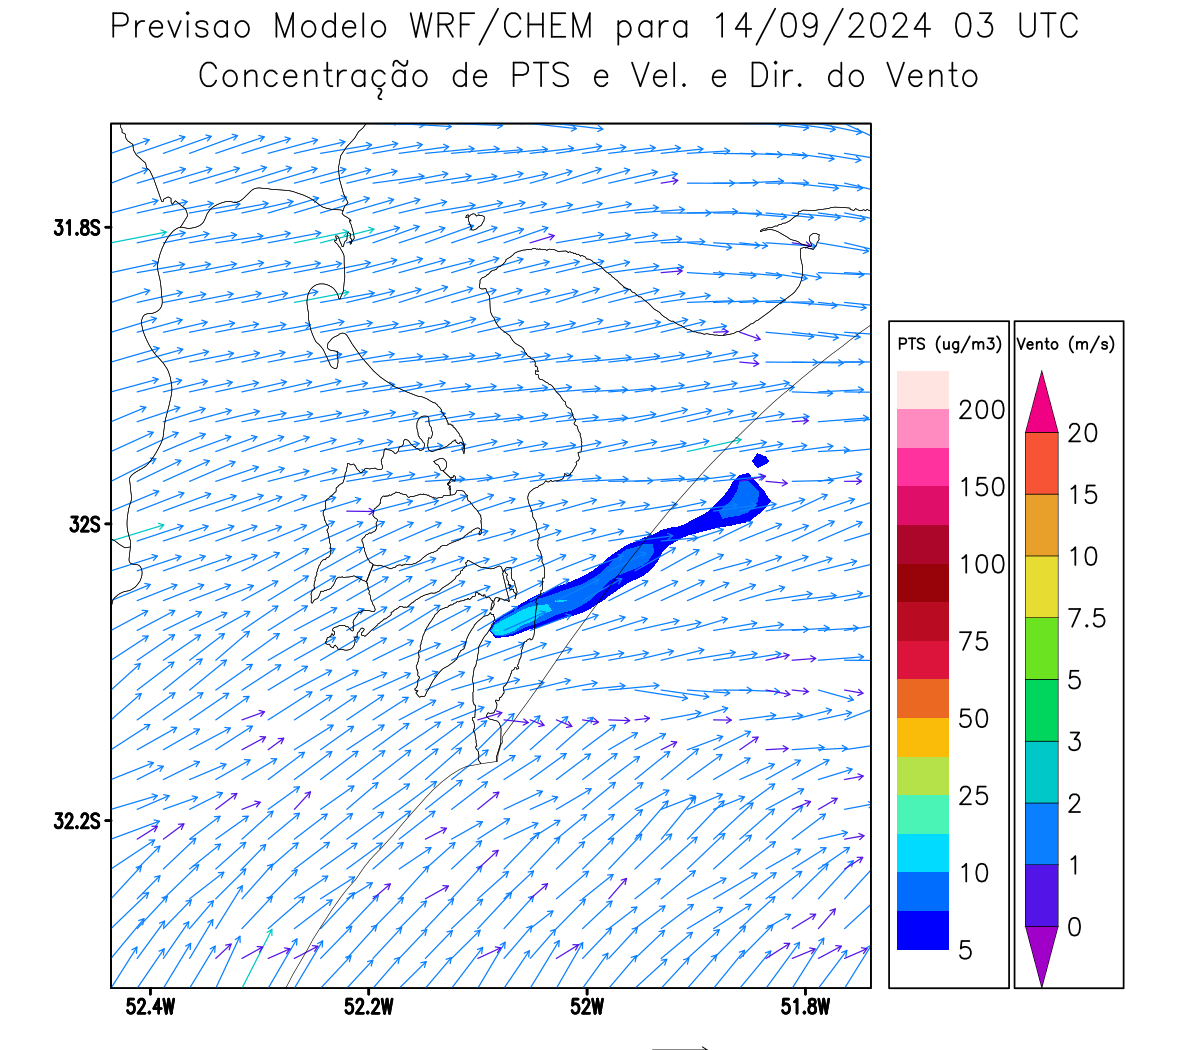 Previsao Modelo WRF/CHEM para 14/09/2024 03 UTC
Concentração de PTS e Vel. e Dir. do Vento
31.8S
32S
32.2S
52.4W 52.2W 52W 51.8W
PTS (ug/m3)
200
150
100
75
50
25
10
5
Vento (m/s)
20
15
10
7.5
5
3
2
1
0